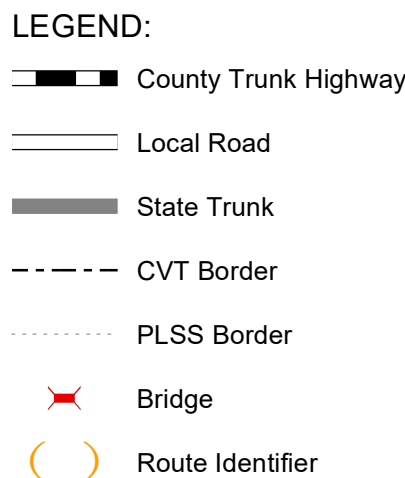 LEGEND:
County Trunk Highway
Local Road
State Trunk
CVT Border
PLSS Border
Bridge
( ) Route Identifier